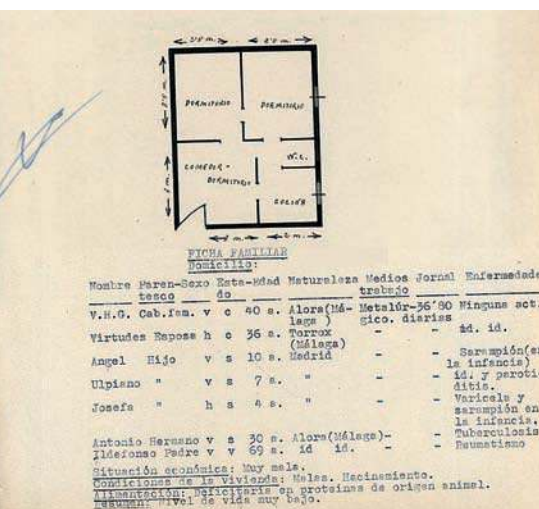 DORMITORIO
DORMITORIO
COMEDOR-
DORMITORIO
W.C.
COCINA
FICHA FAMILIAR
Domicilio:
Nombre Paren-Sexo Esta-Edad Naturaleza Medios Jornal Enfermedade
tesco do trabajo
V.H.G. Cab.fam. v c 40 a. Alora(Má- Metalúr-36'80 Ninguna act.
laga ) gico. diarias
Virtudes Esposa h c 36 a. Torrox - - id. id.
(Málaga)
Angel Hijo v s 10 a. Madrid - - Sarampión(en
la infancia)
Ulpiano " v s 7 a. " - - id. y paroti-
ditis.
Josefa " h s 4 a. " - - Varicela y
sarampión en
la infancia.
Antonio Hermano v s 30 a. Alora(Málaga)- - Tuberculosis
Ildefonso Padre v v 69 a. id id. - - Reumatismo
Situación económica: Muy mala.
Condiciones de la vivienda: Malas. Hacinamiento.
Alimentación: Deficitaria en proteinas de origen animal.
Resumen: Nivel de vida muy bajo.